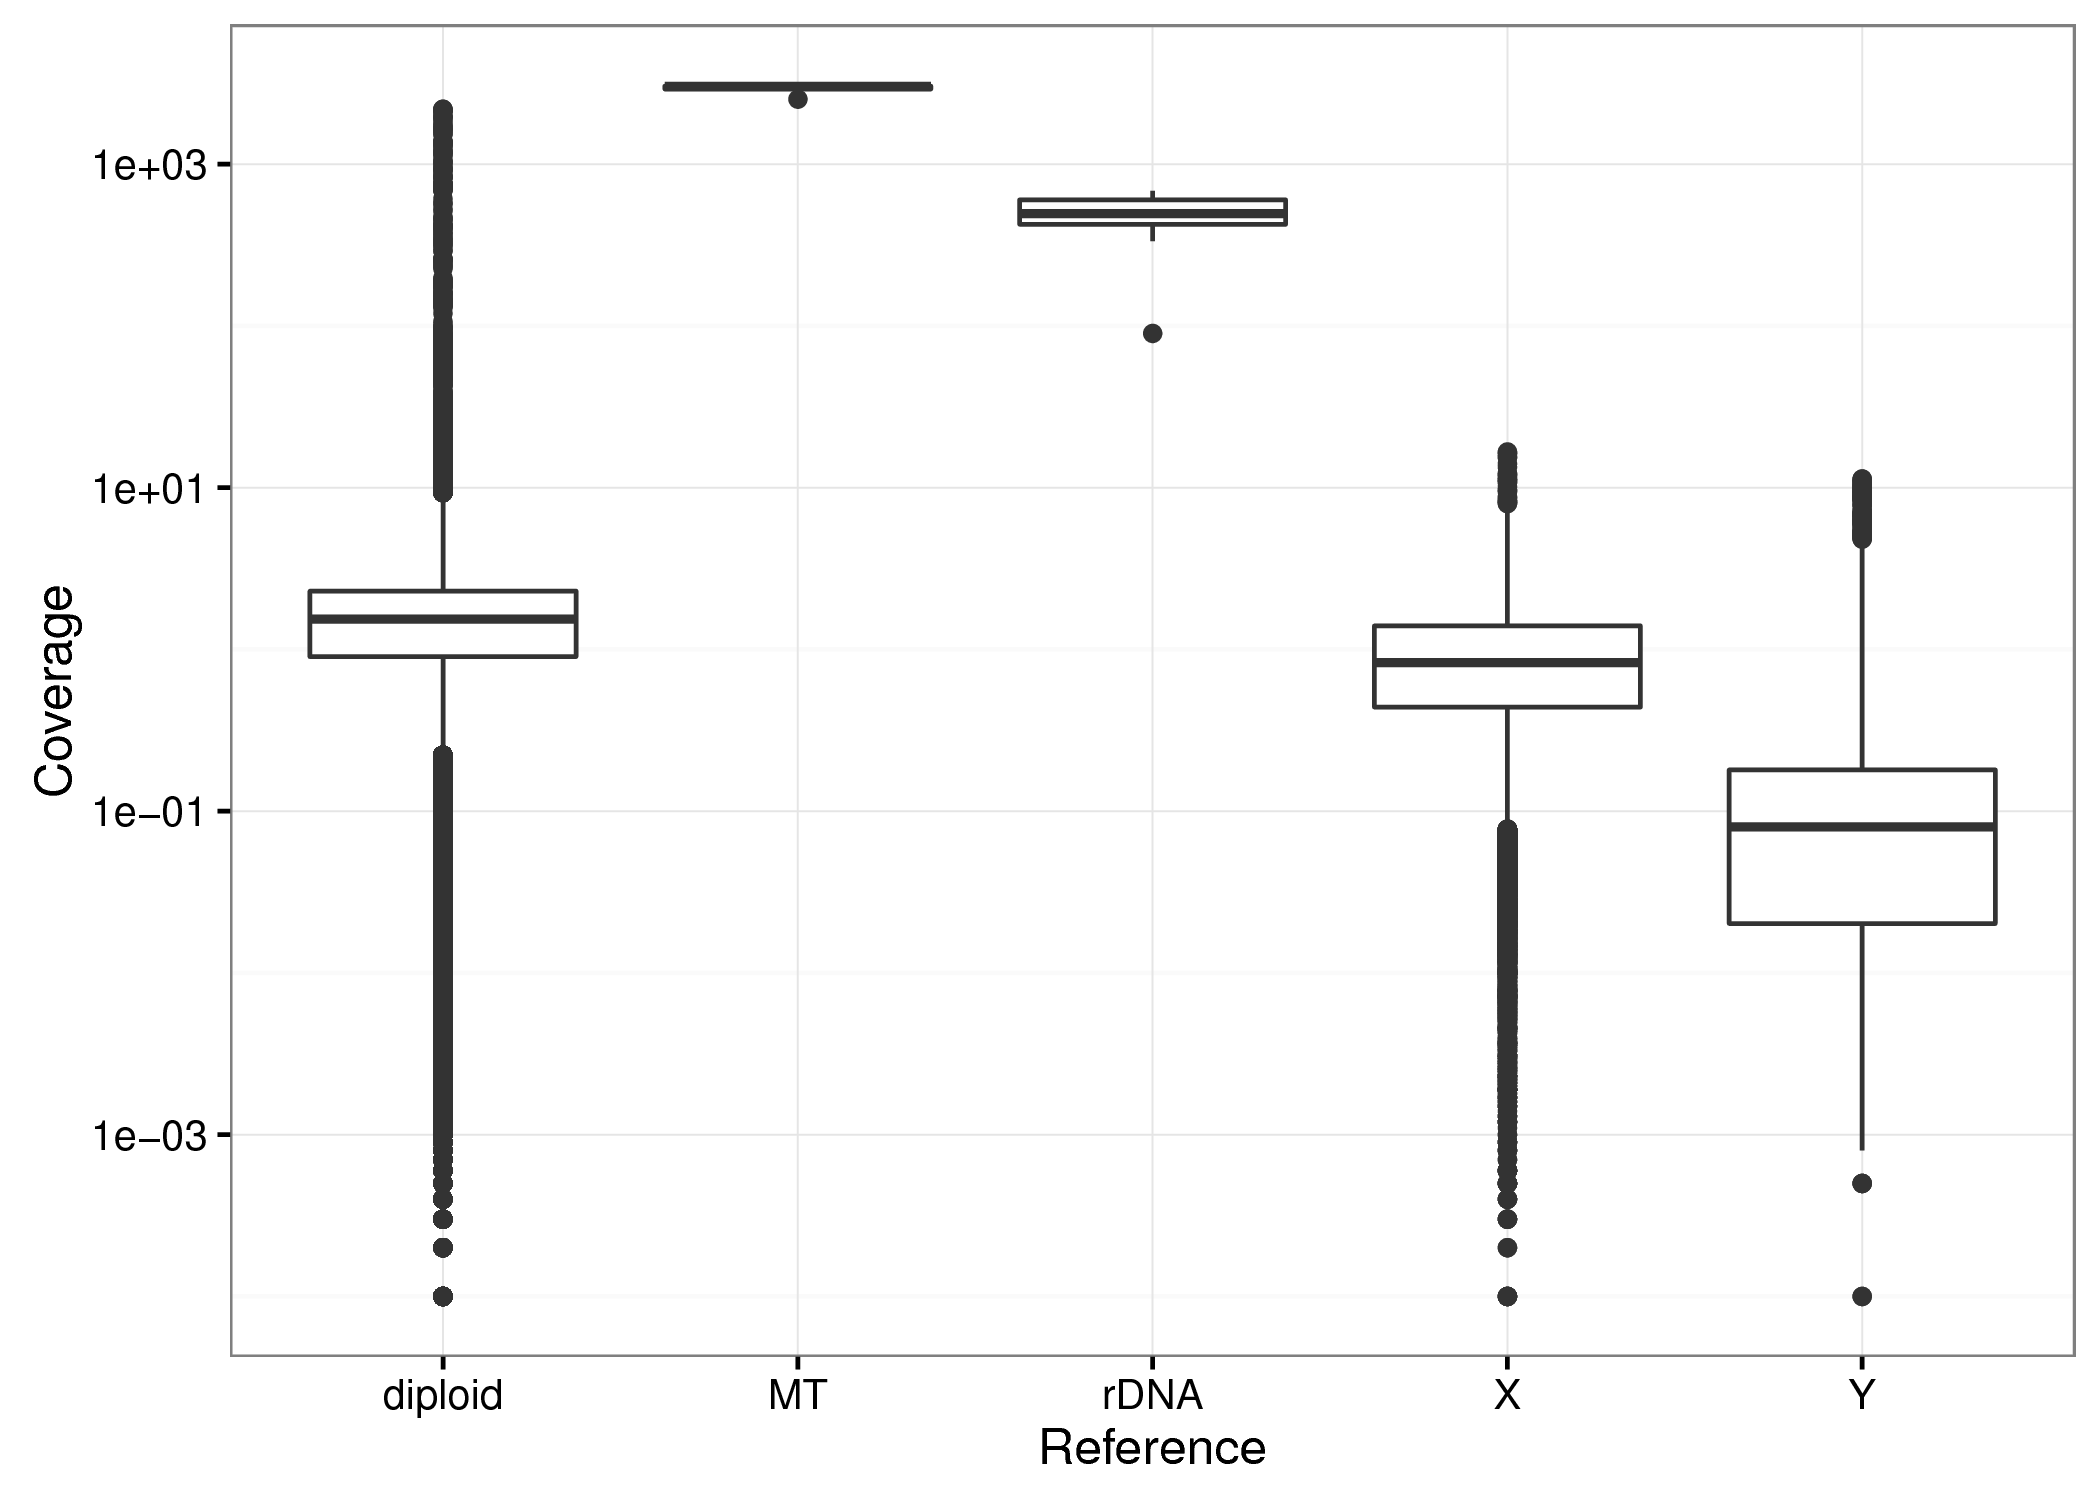 1e+03
1e+01
1e−01
1e−03
Coverage
diploid MT rDNA X Y
Reference